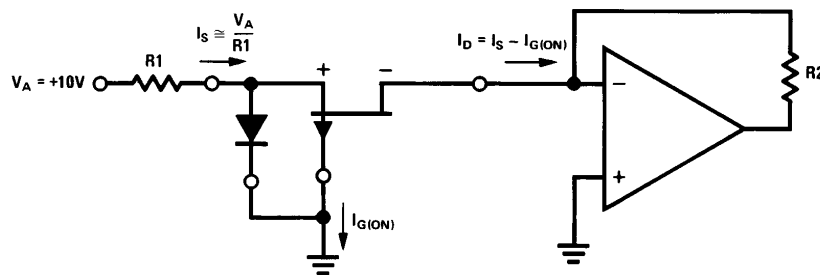 I_S ≅ V_A / R1
I_D = I_S – I_G(ON)
R1
+
–
V_A = +10V
R2
–
+
I_G(ON)